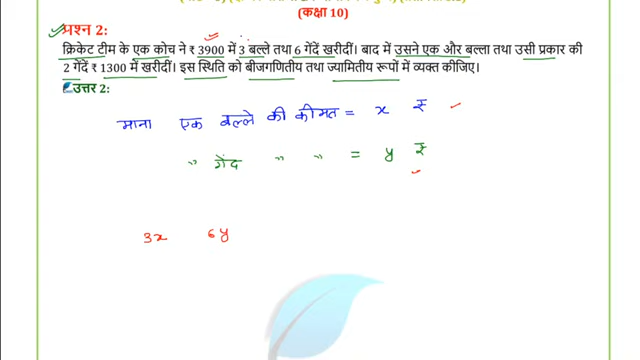 (कक्षा 10)
प्रश्न 2:
क्रिकेट टीम के एक कोच ने ₹ 3900 में 3 बल्ले तथा 6 गेंदें खरीदीं। बाद में उसने एक और बल्ला तथा उसी प्रकार की
2 गेंदें ₹ 1300 में खरीदीं। इस स्थिति को बीजगणितीय तथा ज्यामितीय रूपों में व्यक्त कीजिए।
उत्तर 2:
माना एक बल्ले की कीमत = x ₹
" गेंद " " = y ₹
3x 6y